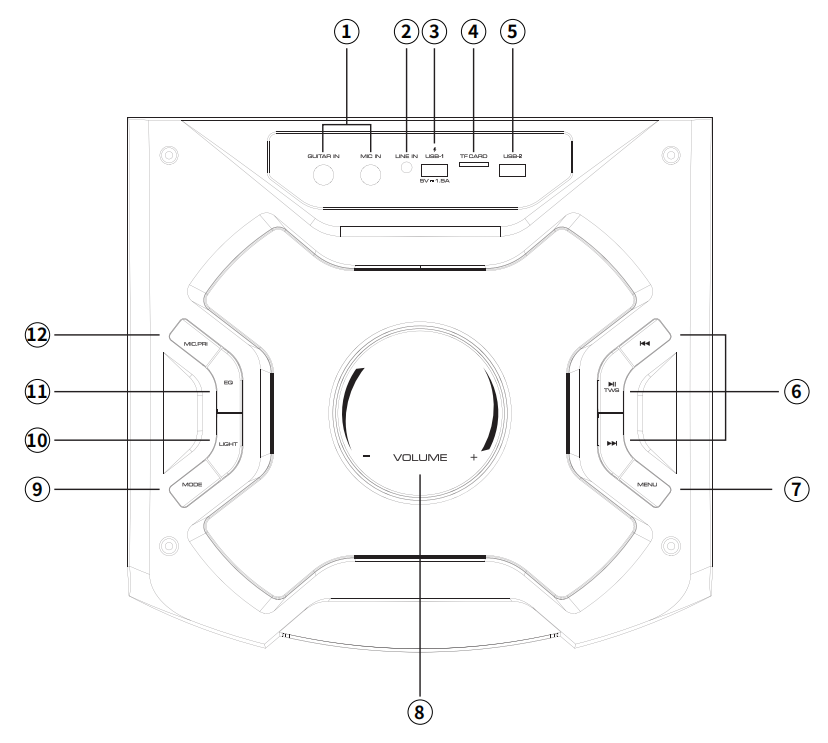 1 2 3 4 5
GUITAR IN MIC IN LINE IN USB-1 TF CARD USB-2
5V⎓1.5A
12 MIC.PRI ⏮
11 EQ ⏯ 6
TWS
10 LIGHT ⏭
9 MODE MENU 7
- VOLUME +
8